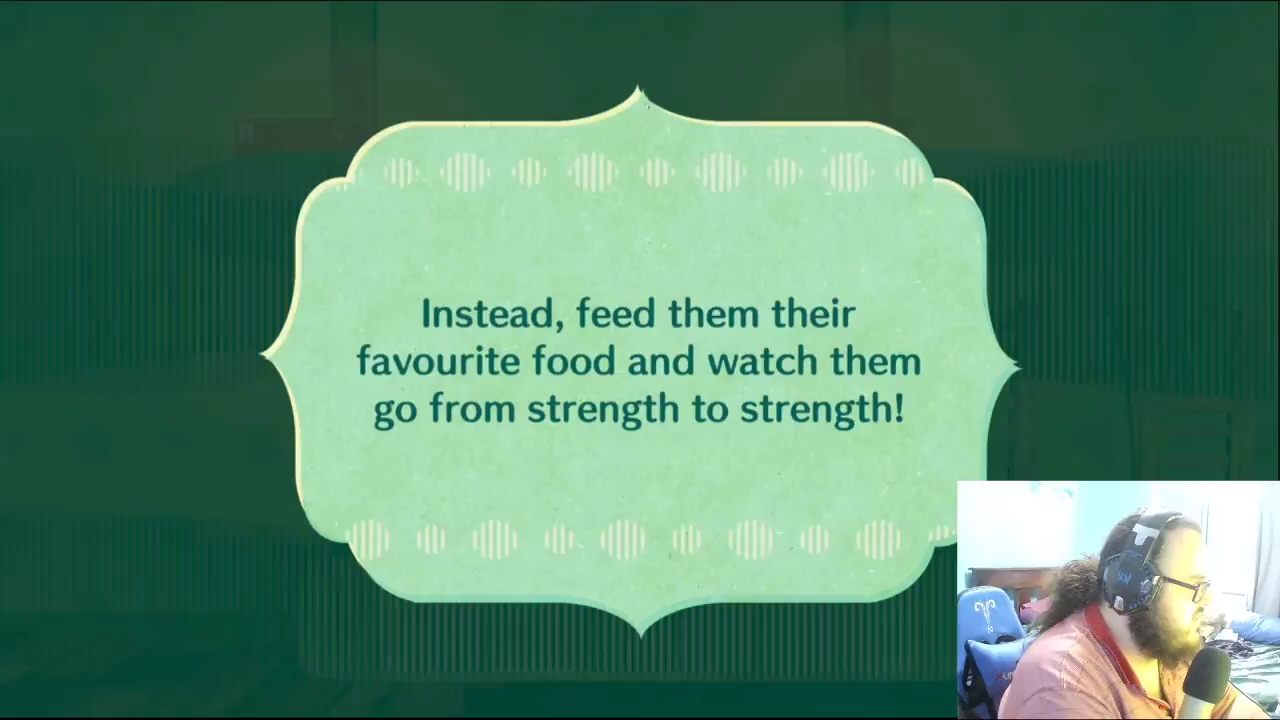 Instead, feed them their
favourite food and watch them
go from strength to strength!